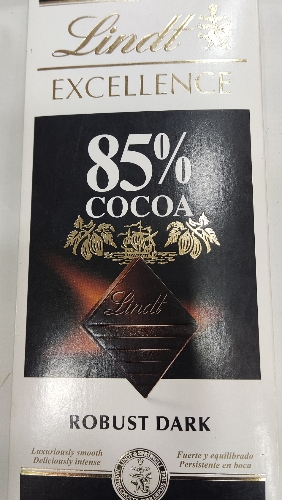 Lindt
EXCELLENCE
85%
COCOA
Lindt
ROBUST DARK
Luxuriously smooth
Deliciously intense
Fuerte y equilibrado
Persistente en boca